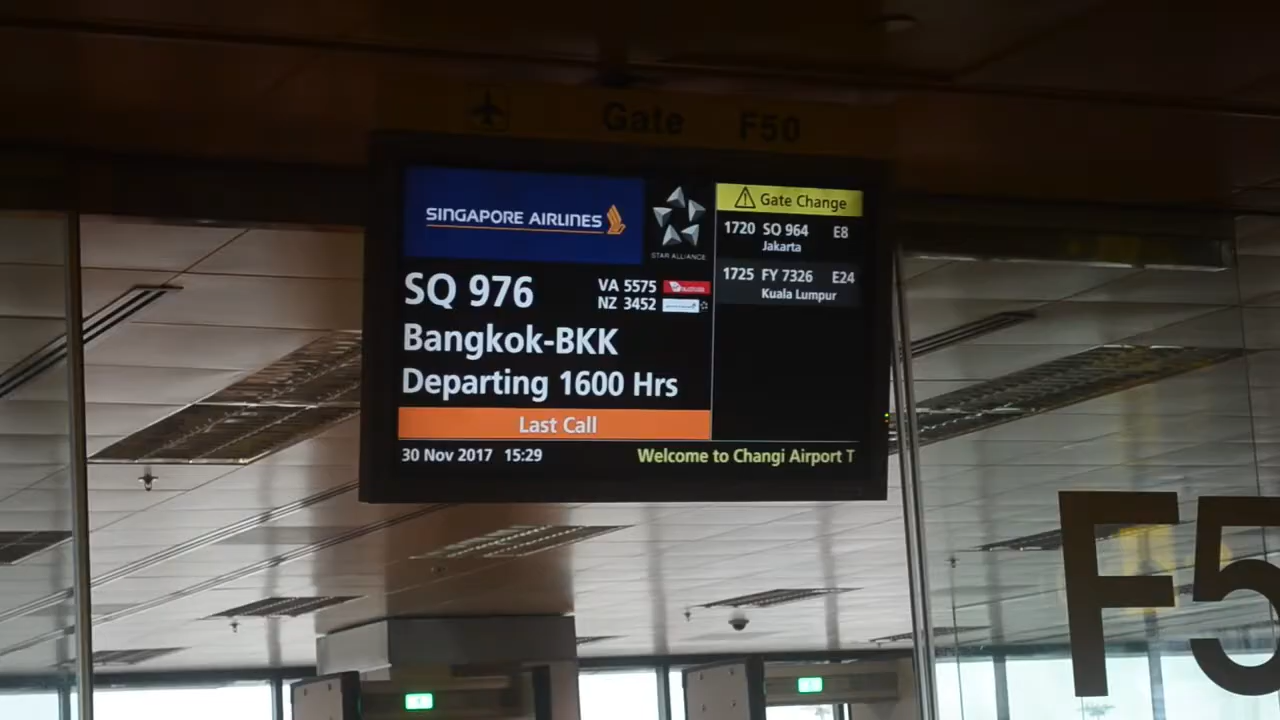 Gate F50
SINGAPORE AIRLINES
STAR ALLIANCE
SQ 976
VA 5575
NZ 3452
Bangkok-BKK
Departing 1600 Hrs
Last Call
30 Nov 2017 15:29
Gate Change
1720 SQ 964 E8
Jakarta
1725 FY 7326 E24
Kuala Lumpur
Welcome to Changi Airport T
F5